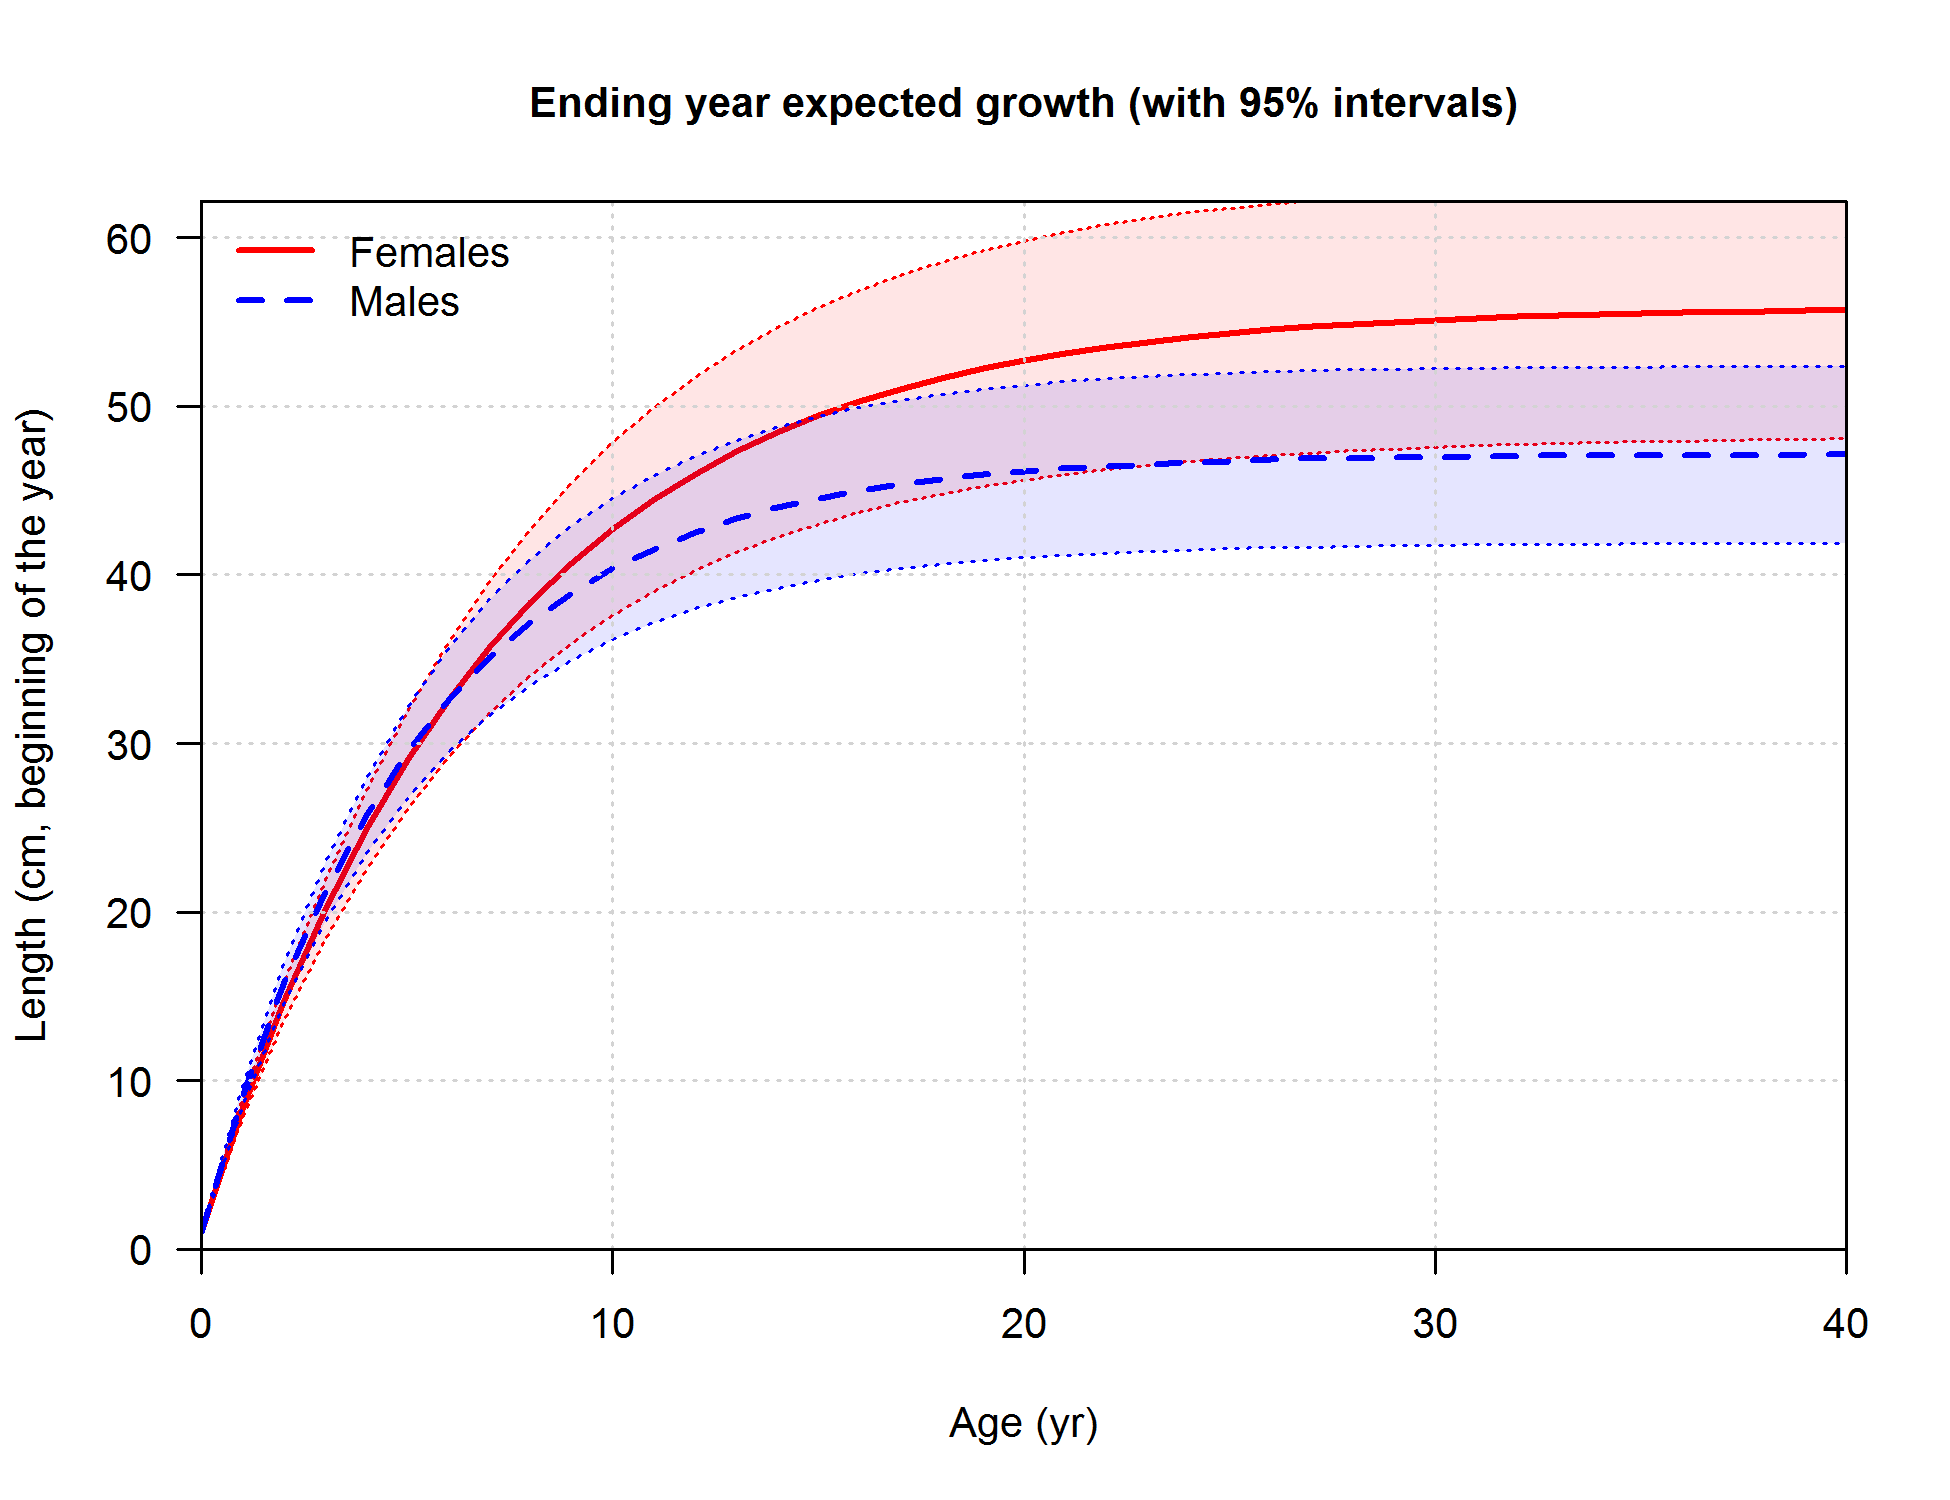 Ending year expected growth (with 95% intervals)
Females
Males
60
50
40
30
20
10
0
Length (cm, beginning of the year)
0 10 20 30 40
Age (yr)